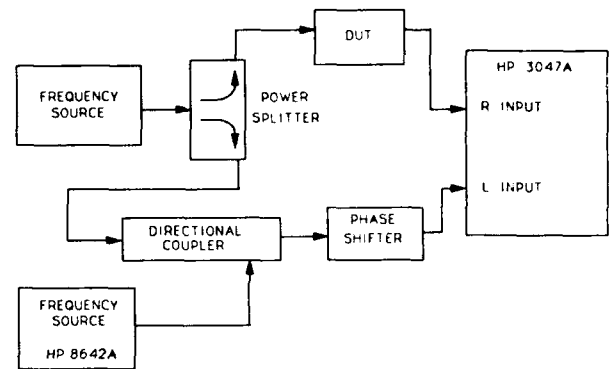 DUT
HP 3047A
FREQUENCY
SOURCE
POWER
SPLITTER
R INPUT
L INPUT
DIRECTIONAL
COUPLER
PHASE
SHIFTER
FREQUENCY
SOURCE
HP 8642A